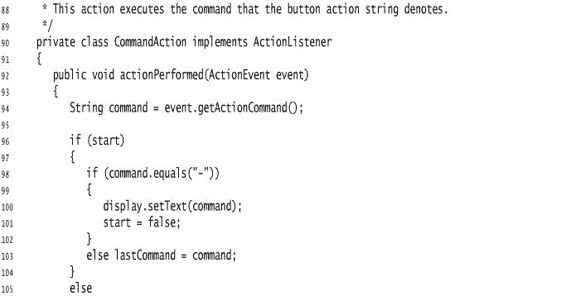 88 * This action executes the command that the button action string denotes.
89 */
90 private class CommandAction implements ActionListener
91 {
92 public void actionPerformed(ActionEvent event)
93 {
94 String command = event.getActionCommand();
95
96 if (start)
97 {
98 if (command.equals("-"))
99 {
100 display.setText(command);
101 start = false;
102 }
103 else lastCommand = command;
104 }
105 else